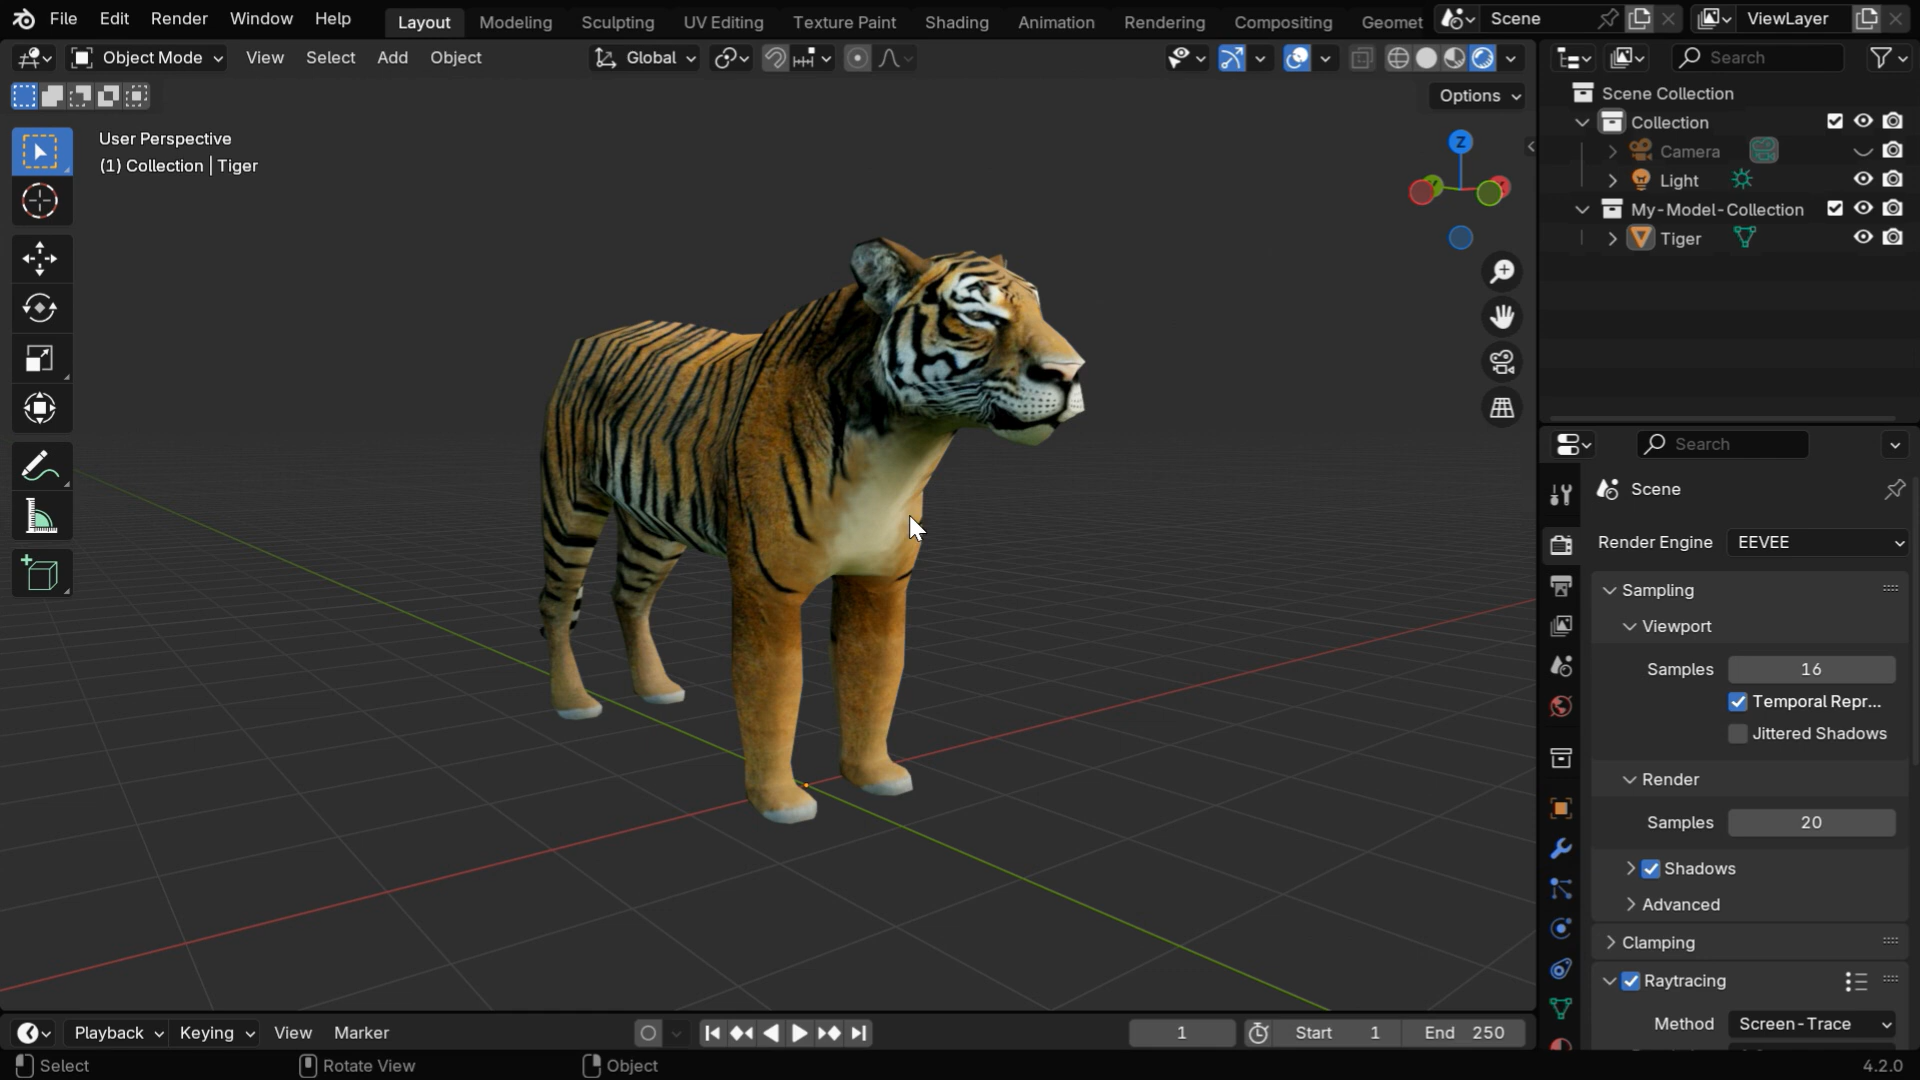 File Edit Render Window Help Layout Modeling Sculpting UV Editing Texture Paint Shading Animation Rendering Compositing Geomet Scene ViewLayer
Object Mode View Select Add Object Global
Search
Options
User Perspective
(1) Collection | Tiger
Z
Scene Collection
Collection
Camera
Light
My-Model-Collection
Tiger
Search
Scene
Render Engine EEVEE
Sampling
Viewport
Samples 16
Temporal Repr...
Jittered Shadows
Render
Samples 20
Shadows
Advanced
Clamping
Raytracing
Method Screen-Trace
Playback Keying View Marker 1 Start 1 End 250
Select Rotate View Object 4.2.0